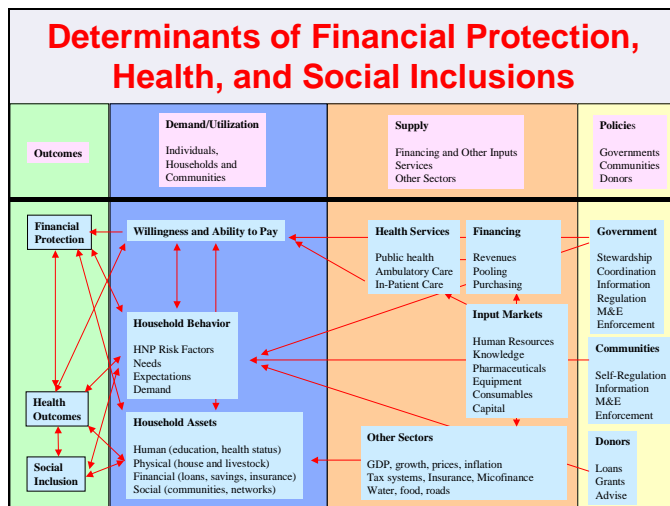 Determinants of Financial Protection,
Health, and Social Inclusions
Outcomes
Demand/Utilization
Individuals,
Households and
Communities
Supply
Financing and Other Inputs
Services
Other Sectors
Policies
Governments
Communities
Donors
Financial
Protection
Health
Outcomes
Social
Inclusion
Willingness and Ability to Pay
Household Behavior
HNP Risk Factors
Needs
Expectations
Demand
Household Assets
Human (education, health status)
Physical (house and livestock)
Financial (loans, savings, insurance)
Social (communities, networks)
Health Services
Public health
Ambulatory Care
In-Patient Care
Financing
Revenues
Pooling
Purchasing
Input Markets
Human Resources
Knowledge
Pharmaceuticals
Equipment
Consumables
Capital
Other Sectors
GDP, growth, prices, inflation
Tax systems, Insurance, Micofinance
Water, food, roads
Government
Stewardship
Coordination
Information
Regulation
M&E
Enforcement
Communities
Self-Regulation
Information
M&E
Enforcement
Donors
Loans
Grants
Advise